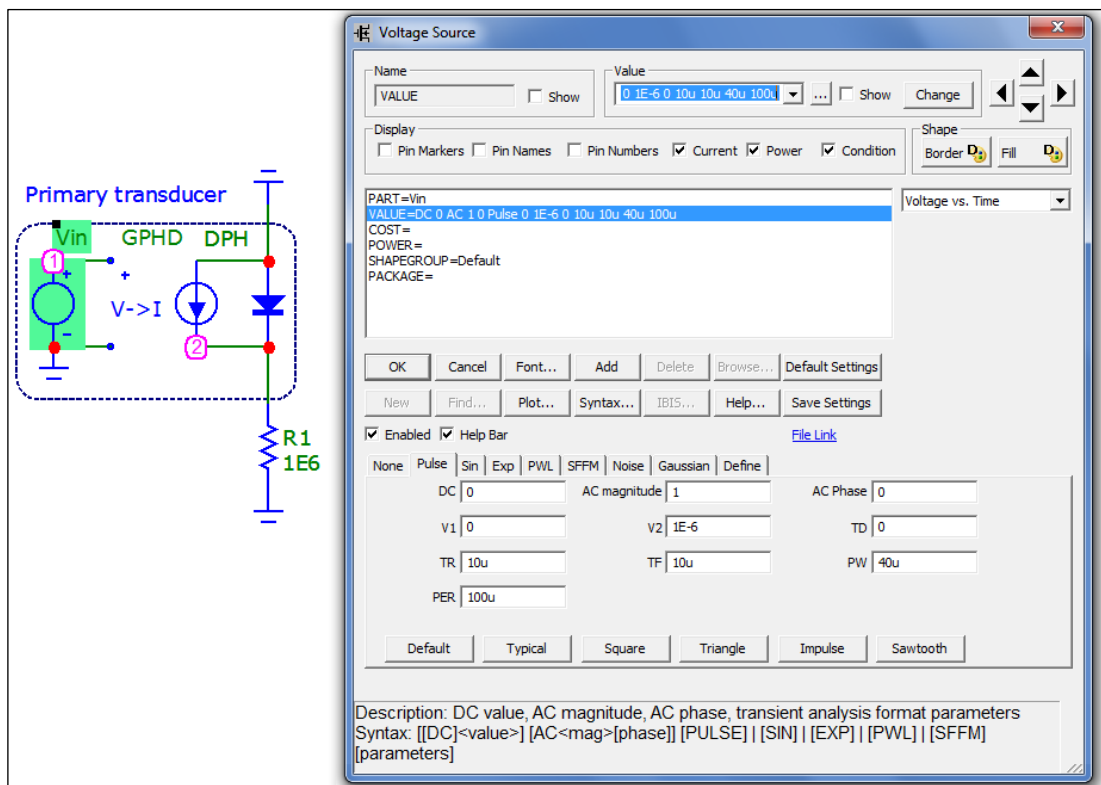 Primary transducer
Vin GPHD DPH
1
+ +
V->I
-
2
R1
1E6
Voltage Source
Name
VALUE
Show
Value
0 1E-6 0 10u 10u 40u 100u
...
Show
Change
Display
Pin Markers Pin Names Pin Numbers Current Power Condition
Shape
Border Fill
PART=Vin
VALUE=DC 0 AC 1 0 Pulse 0 1E-6 0 10u 10u 40u 100u
COST=
POWER=
SHAPEGROUP=Default
PACKAGE=
Voltage vs. Time
OK Cancel Font... Add Delete Browse... Default Settings
New Find... Plot... Syntax... IBIS... Help... Save Settings
Enabled Help Bar File Link
None Pulse Sin Exp PWL SFFM Noise Gaussian Define
DC 0 AC magnitude 1 AC Phase 0
V1 0 V2 1E-6 TD 0
TR 10u TF 10u PW 40u
PER 100u
Default Typical Square Triangle Impulse Sawtooth
Description: DC value, AC magnitude, AC phase, transient analysis format parameters
Syntax: [[DC]<value>] [AC<mag>[phase]] [PULSE] | [SIN] | [EXP] | [PWL] | [SFFM]
[parameters]